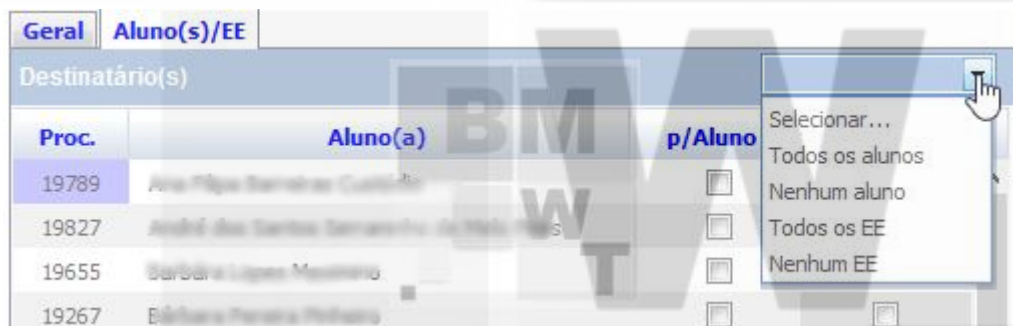 Geral Aluno(s)/EE
Destinatário(s)
Proc. Aluno(a) p/Aluno
Selecionar...
Todos os alunos
Nenhum aluno
Todos os EE
Nenhum EE
19789
19827
19655
19267
BM
W
W
. T